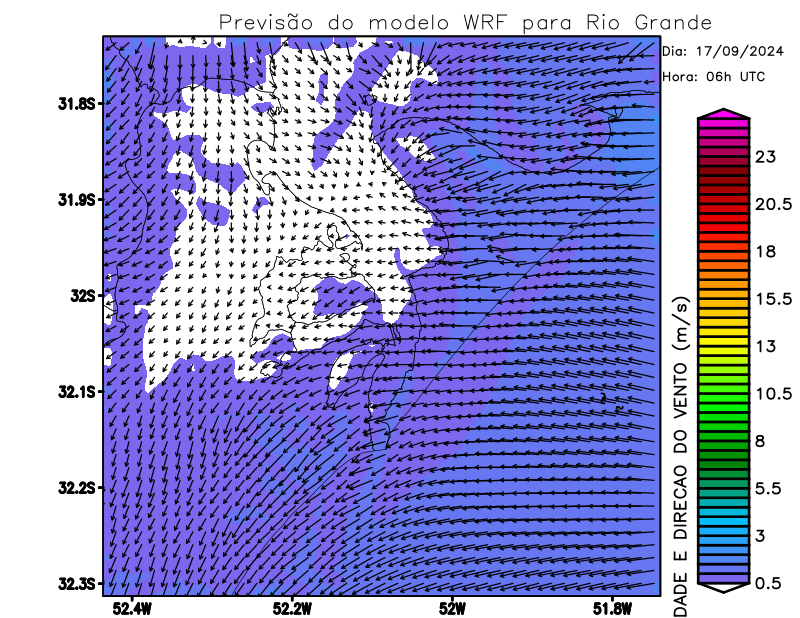 Previsão do modelo WRF para Rio Grande
Dia: 17/09/2024
Hora: 06h UTC
31.8S
31.9S
32S
32.1S
32.2S
32.3S
52.4W
52.2W
52W
51.8W
23
20.5
18
15.5
13
10.5
8
5.5
3
0.5
DADE E DIRECAO DO VENTO (m/s)